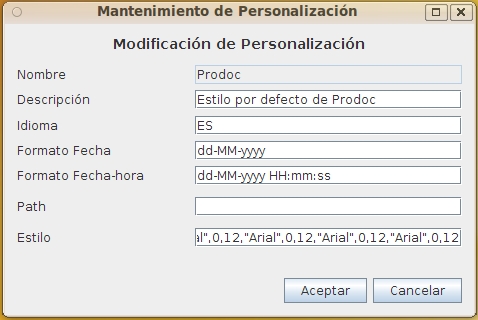 Mantenimiento de Personalización
Modificación de Personalización
Nombre Prodoc
Descripción Estilo por defecto de Prodoc
Idioma ES
Formato Fecha dd-MM-yyyy
Formato Fecha-hora dd-MM-yyyy HH:mm:ss
Path
Estilo al",0,12,"Arial",0,12,"Arial",0,12,"Arial",0,12
Aceptar Cancelar